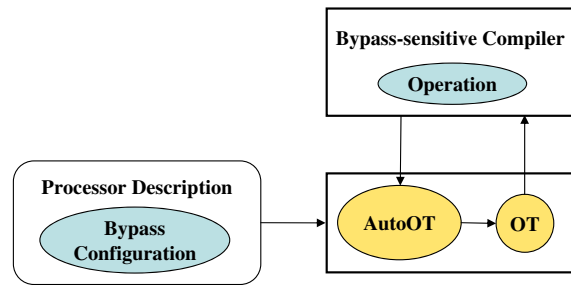 Bypass-sensitive Compiler
Operation
Processor Description
Bypass
Configuration
AutoOT
OT